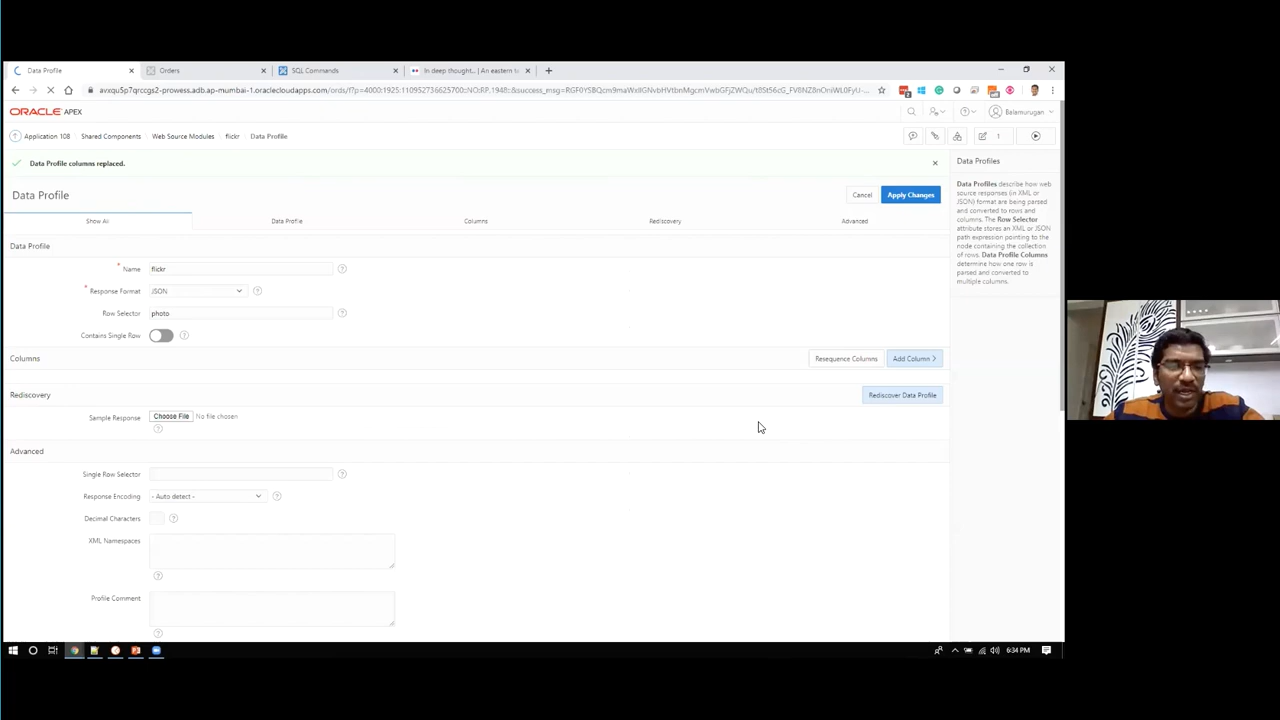 Data Profile
Orders
SQL Commands
In deep thought... | An eastern t
ORACLE APEX
Balamurugan
Application 108
Shared Components
Web Source Modules
flickr
Data Profile
1
Data Profile columns replaced.
Data Profile
Cancel
Apply Changes
Show All
Data Profile
Columns
Rediscovery
Advanced
Data Profile
* Name flickr
* Response Format JSON
Row Selector photo
Contains Single Row
Columns
Resequence Columns
Add Column >
Rediscovery
Rediscover Data Profile
Sample Response Choose File No file chosen
Advanced
Single Row Selector
Response Encoding - Auto detect -
Decimal Characters
XML Namespaces
Profile Comment
Data Profiles
Data Profiles describe how web
source responses (in XML or
JSON) format are being parsed
and converted to rows and
columns. The Row Selector
attribute stores an XML or JSON
path expression pointing to the
node containing the collection
of rows. Data Profile Columns
determine how one row is
parsed and converted to
multiple columns.
6:34 PM